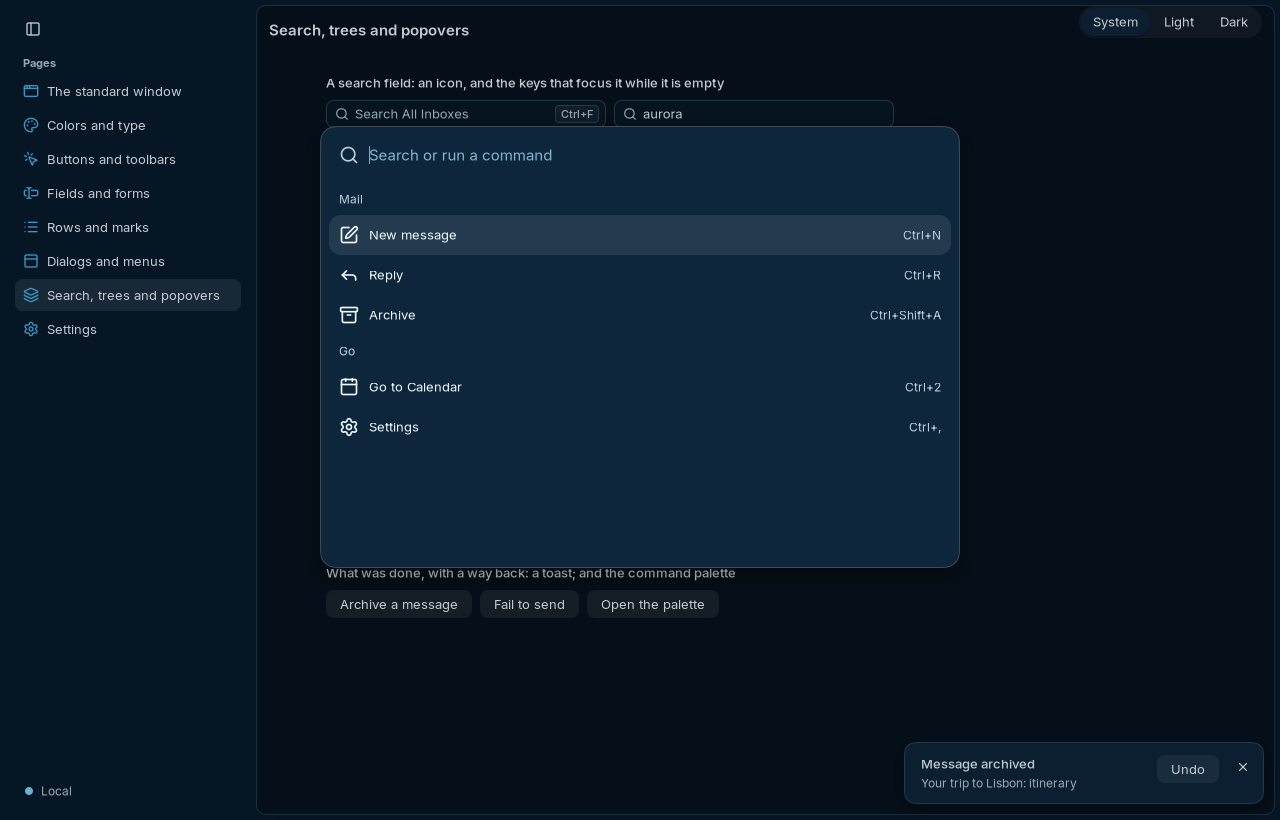 Search, trees and popovers
System
Light
Dark
Pages
The standard window
Colors and type
Buttons and toolbars
Fields and forms
Rows and marks
Dialogs and menus
Search, trees and popovers
Settings
Local
A search field: an icon, and the keys that focus it while it is empty
Search All Inboxes
Ctrl+F
aurora
Search or run a command
Mail
New message Ctrl+N
Reply Ctrl+R
Archive Ctrl+Shift+A
Go
Go to Calendar Ctrl+2
Settings Ctrl+,
What was done, with a way back: a toast; and the command palette
Archive a message
Fail to send
Open the palette
Message archived
Your trip to Lisbon: itinerary
Undo